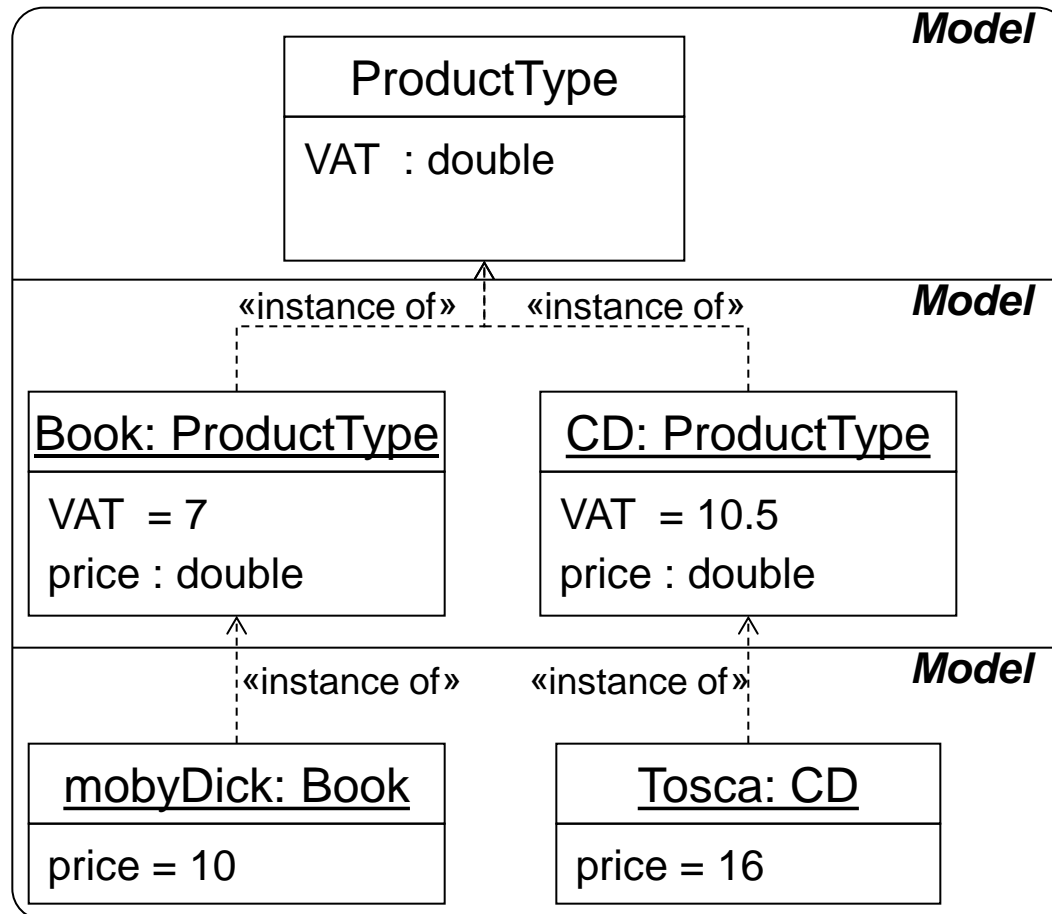 Model
ProductType
VAT : double
Model
«instance of» «instance of»
Book: ProductType
VAT = 7
price : double
CD: ProductType
VAT = 10.5
price : double
Model
«instance of» «instance of»
mobyDick: Book
price = 10
Tosca: CD
price = 16